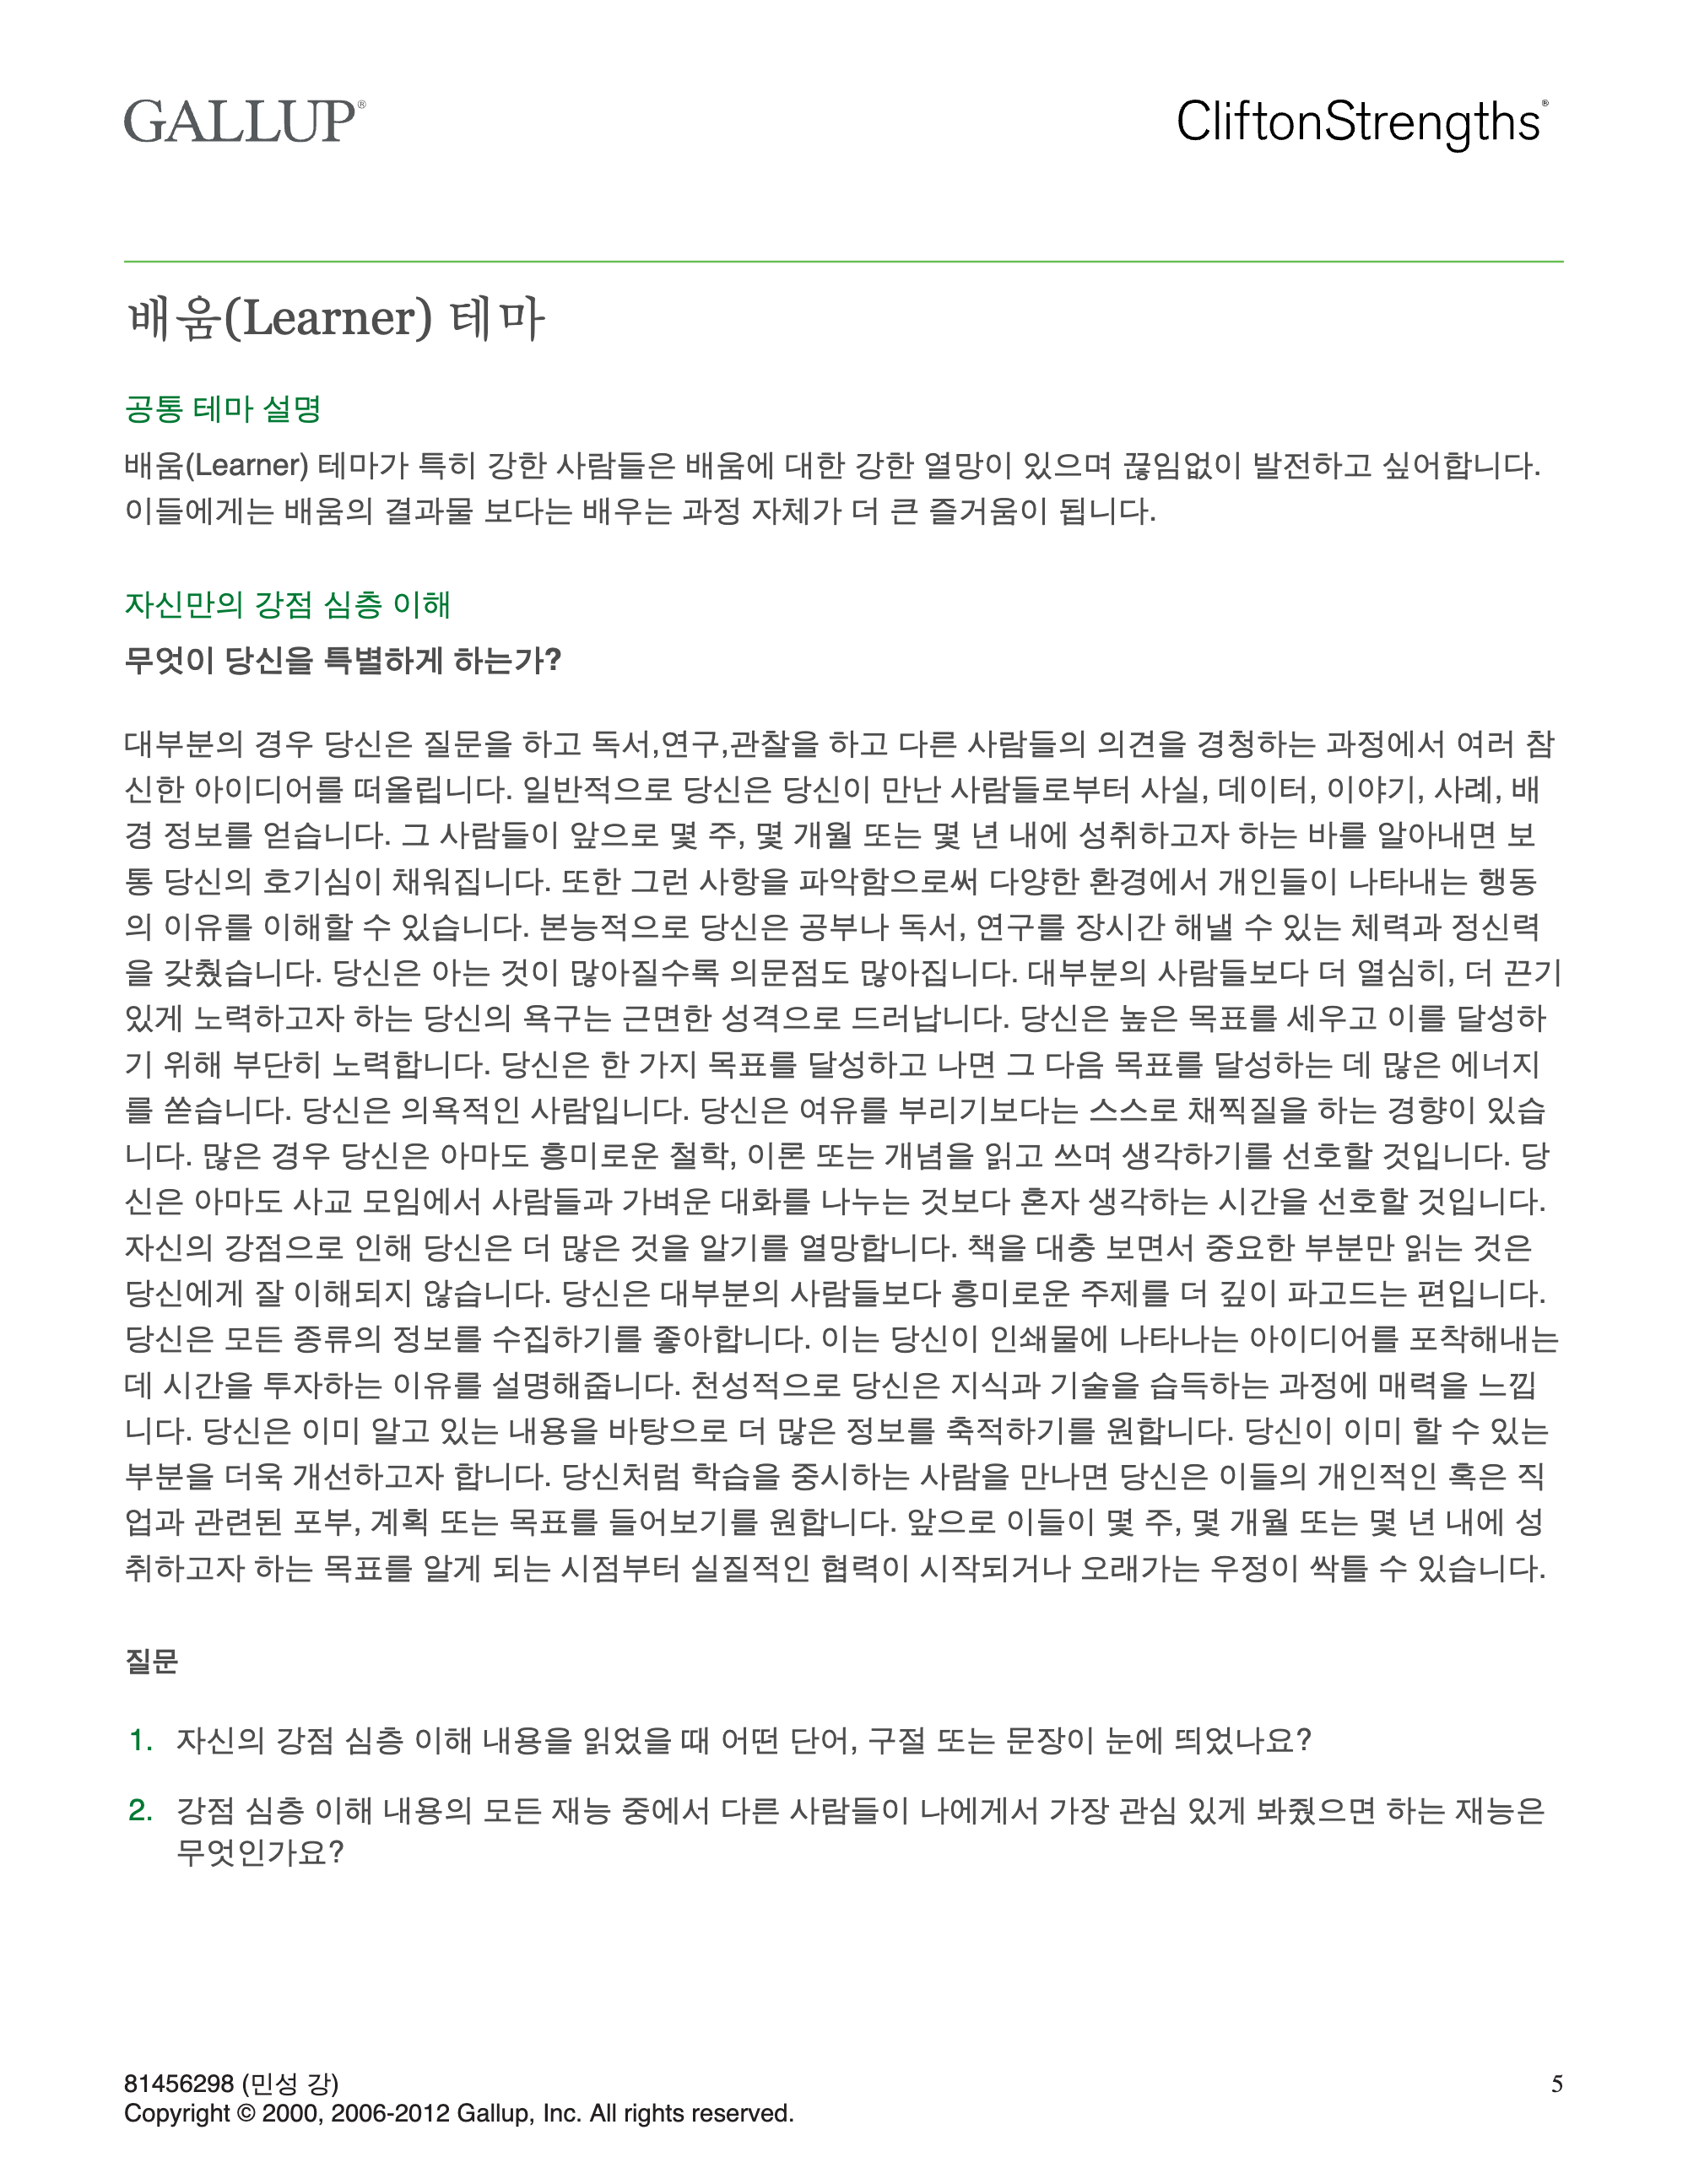 GALLUP®
CliftonStrengths®
배움(Learner) 테마
공통 테마 설명
배움(Learner) 테마가 특히 강한 사람들은 배움에 대한 강한 열망이 있으며 끊임없이 발전하고 싶어합니다.
이들에게는 배움의 결과물 보다는 배우는 과정 자체가 더 큰 즐거움이 됩니다.
자신만의 강점 심층 이해
무엇이 당신을 특별하게 하는가?
대부분의 경우 당신은 질문을 하고 독서,연구,관찰을 하고 다른 사람들의 의견을 경청하는 과정에서 여러 참
신한 아이디어를 떠올립니다. 일반적으로 당신은 당신이 만난 사람들로부터 사실, 데이터, 이야기, 사례, 배
경 정보를 얻습니다. 그 사람들이 앞으로 몇 주, 몇 개월 또는 몇 년 내에 성취하고자 하는 바를 알아내면 보
통 당신의 호기심이 채워집니다. 또한 그런 사항을 파악함으로써 다양한 환경에서 개인들이 나타내는 행동
의 이유를 이해할 수 있습니다. 본능적으로 당신은 공부나 독서, 연구를 장시간 해낼 수 있는 체력과 정신력
을 갖췄습니다. 당신은 아는 것이 많아질수록 의문점도 많아집니다. 대부분의 사람들보다 더 열심히, 더 끈기
있게 노력하고자 하는 당신의 욕구는 근면한 성격으로 드러납니다. 당신은 높은 목표를 세우고 이를 달성하
기 위해 부단히 노력합니다. 당신은 한 가지 목표를 달성하고 나면 그 다음 목표를 달성하는 데 많은 에너지
를 쏟습니다. 당신은 의욕적인 사람입니다. 당신은 여유를 부리기보다는 스스로 채찍질을 하는 경향이 있습
니다. 많은 경우 당신은 아마도 흥미로운 철학, 이론 또는 개념을 읽고 쓰며 생각하기를 선호할 것입니다. 당
신은 아마도 사교 모임에서 사람들과 가벼운 대화를 나누는 것보다 혼자 생각하는 시간을 선호할 것입니다.
자신의 강점으로 인해 당신은 더 많은 것을 알기를 열망합니다. 책을 대충 보면서 중요한 부분만 읽는 것은
당신에게 잘 이해되지 않습니다. 당신은 대부분의 사람들보다 흥미로운 주제를 더 깊이 파고드는 편입니다.
당신은 모든 종류의 정보를 수집하기를 좋아합니다. 이는 당신이 인쇄물에 나타나는 아이디어를 포착해내는
데 시간을 투자하는 이유를 설명해줍니다. 천성적으로 당신은 지식과 기술을 습득하는 과정에 매력을 느낍
니다. 당신은 이미 알고 있는 내용을 바탕으로 더 많은 정보를 축적하기를 원합니다. 당신이 이미 할 수 있는
부분을 더욱 개선하고자 합니다. 당신처럼 학습을 중시하는 사람을 만나면 당신은 이들의 개인적인 혹은 직
업과 관련된 포부, 계획 또는 목표를 들어보기를 원합니다. 앞으로 이들이 몇 주, 몇 개월 또는 몇 년 내에 성
취하고자 하는 목표를 알게 되는 시점부터 실질적인 협력이 시작되거나 오래가는 우정이 싹틀 수 있습니다.
질문
1. 자신의 강점 심층 이해 내용을 읽었을 때 어떤 단어, 구절 또는 문장이 눈에 띄었나요?
2. 강점 심층 이해 내용의 모든 재능 중에서 다른 사람들이 나에게서 가장 관심 있게 봐줬으면 하는 재능은
무엇인가요?
81456298 (민성 강)
5
Copyright © 2000, 2006-2012 Gallup, Inc. All rights reserved.